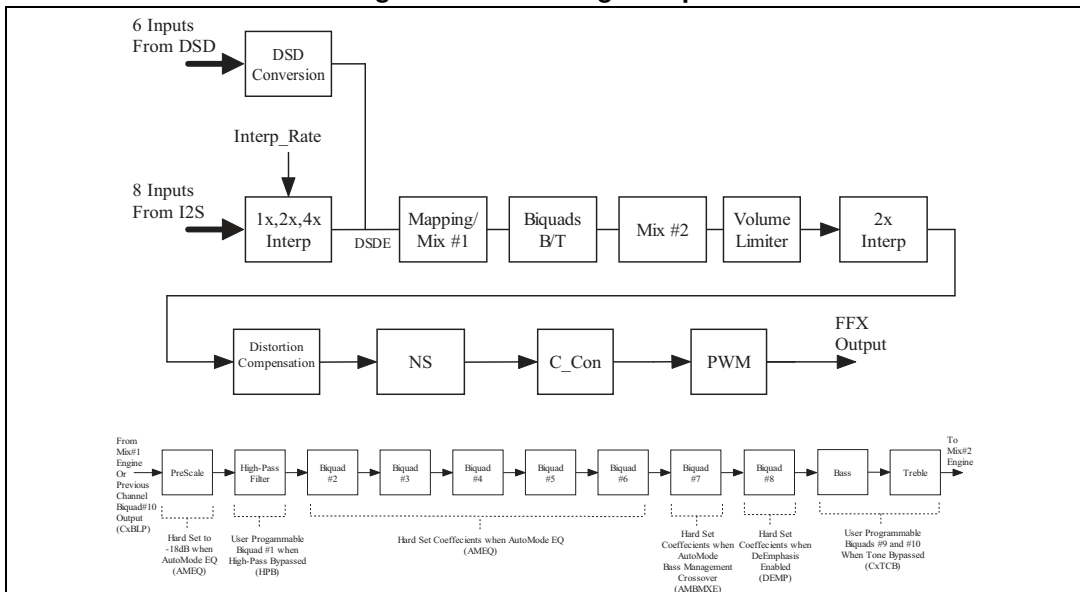 6 Inputs
From DSD
DSD
Conversion
Interp_Rate
8 Inputs
From I2S
1x,2x,4x
Interp
DSDE
Mapping/
Mix #1
Biquads
B/T
Mix #2
Volume
Limiter
2x
Interp
Distortion
Compensation
NS
C_Con
PWM
FFX
Output
From
Mix#1
Engine
Or
Previous
Channel
Biquad#10
Output
(CxBLP)
PreScale
High-Pass
Filter
Biquad
#2
Biquad
#3
Biquad
#4
Biquad
#5
Biquad
#6
Biquad
#7
Biquad
#8
Bass
Treble
To
Mix#2
Engine
Hard Set to
-18dB when
AutoMode EQ
(AMEQ)
User Progamable
Biquad #1 when
High-Pass Bypassed
(HPB)
Hard Set Coeffecients when AutoMode EQ
(AMEQ)
Hard Set
Coeffecients when
AutoMode
Bass Management
Crossover
(AMBMXE)
Hard Set
Coeffecients when
DeEmphasis
Enabled
(DEMP)
User Programmable
Biquads #9 and #10
When Tone Bypassed
(CxTCB)